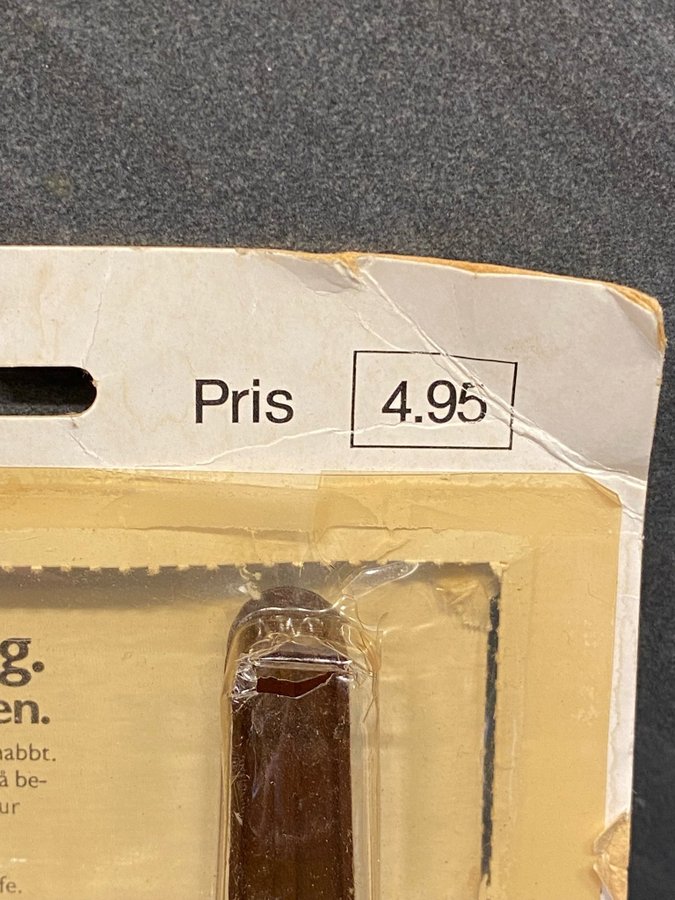 Pris 4.95
g.
en.
abbt.
å be-
ur
fe.